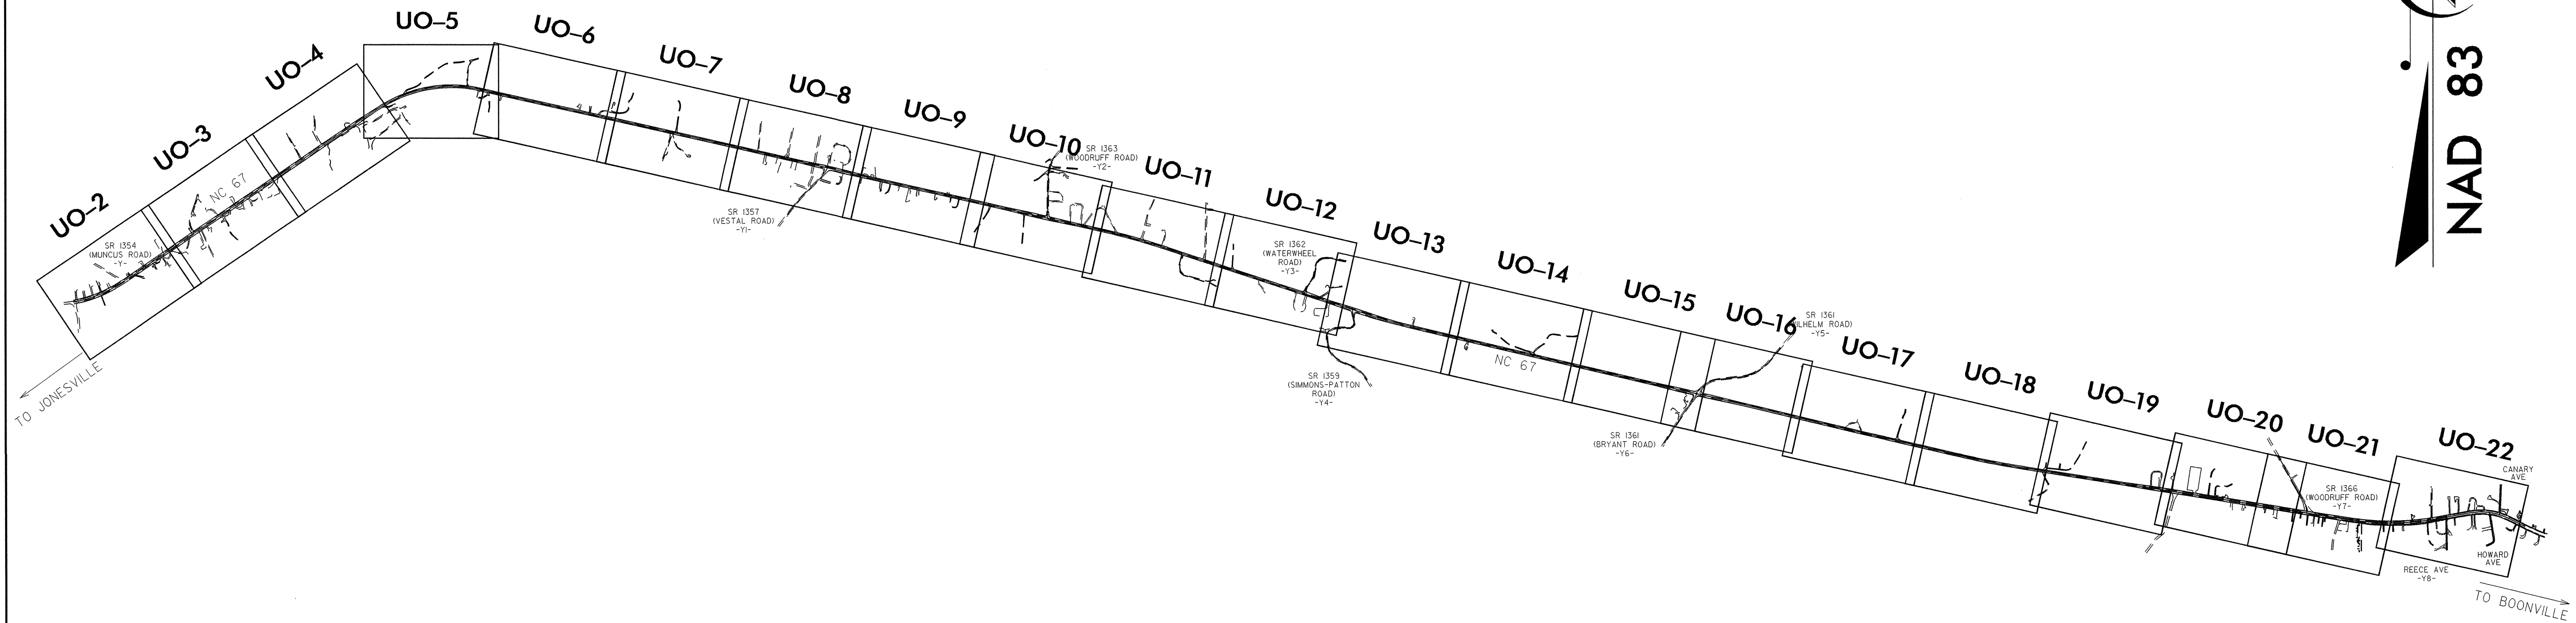 UO-2
UO-3
UO-4
UO-5
UO-6
UO-7
UO-8
UO-9
UO-10
UO-11
UO-12
UO-13
UO-14
UO-15
UO-16
UO-17
UO-18
UO-19
UO-20
UO-21
UO-22
NAD 83
NC 67
SR 1354
(MUNCUS ROAD)
-Y-
TO JONESVILLE
SR 1357
(VESTAL ROAD)
-Y1-
SR 1363
(WOODRUFF ROAD)
-Y2-
SR 1362
(WATERWHEEL
ROAD)
-Y3-
SR 1359
(SIMMONS-PATTON
ROAD)
-Y4-
NC 67
SR 1361
ROAD)
-Y5-
SR 1361
(BRYANT ROAD)
-Y6-
SR 1366
(WOODRUFF ROAD)
-Y7-
CANARY
AVE
HOWARD
AVE
REECE AVE
-Y8-
TO BOONVILLE